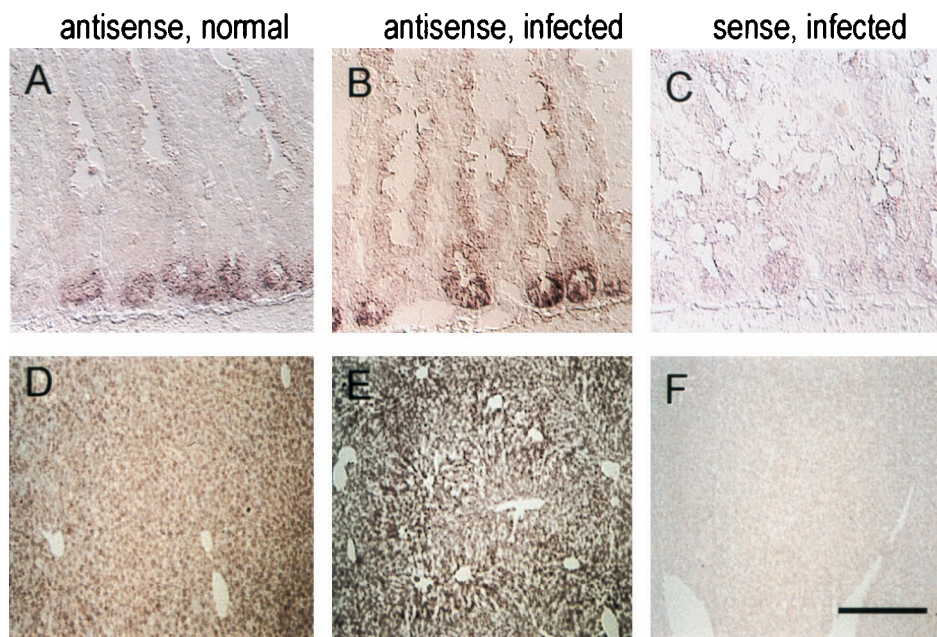 antisense, normal
antisense, infected
sense, infected
A
B
C
D
E
F